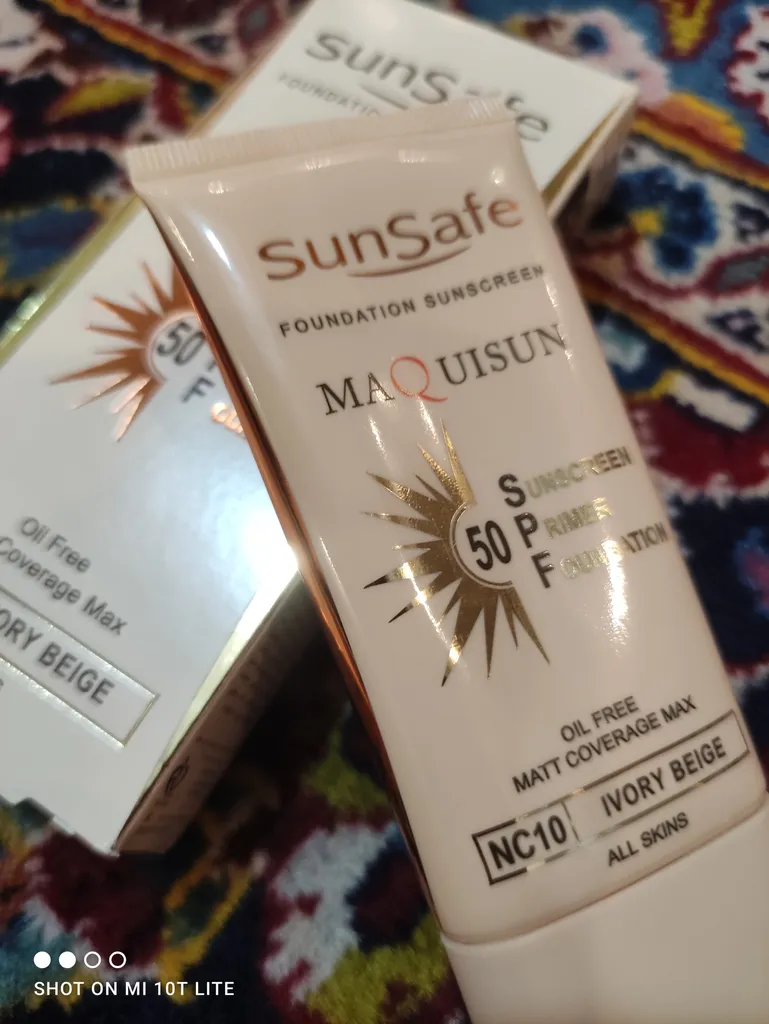 sunSafe
SunSafe
FOUNDATION SUNSCREEN
MAQUISUN
50
SUNSCREEN
PRIMER
FOUNDATION
OIL FREE
MATT COVERAGE MAX
NC10 IVORY BEIGE
ALL SKINS
50
F
Oil Free
Coverage Max
ORY BEIGE
SHOT ON MI 10T LITE